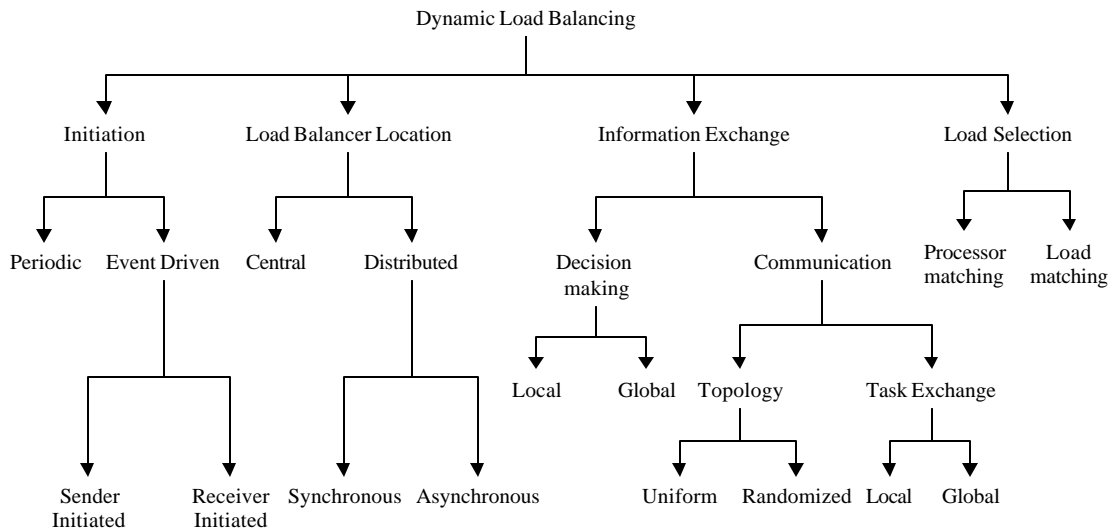 Dynamic Load Balancing
Initiation
Load Balancer Location
Information Exchange
Load Selection
Periodic
Event Driven
Central
Distributed
Decision
making
Communication
Processor
matching
Load
matching
Local
Global
Topology
Task Exchange
Sender
Initiated
Receiver
Initiated
Synchronous
Asynchronous
Uniform
Randomized
Local
Global